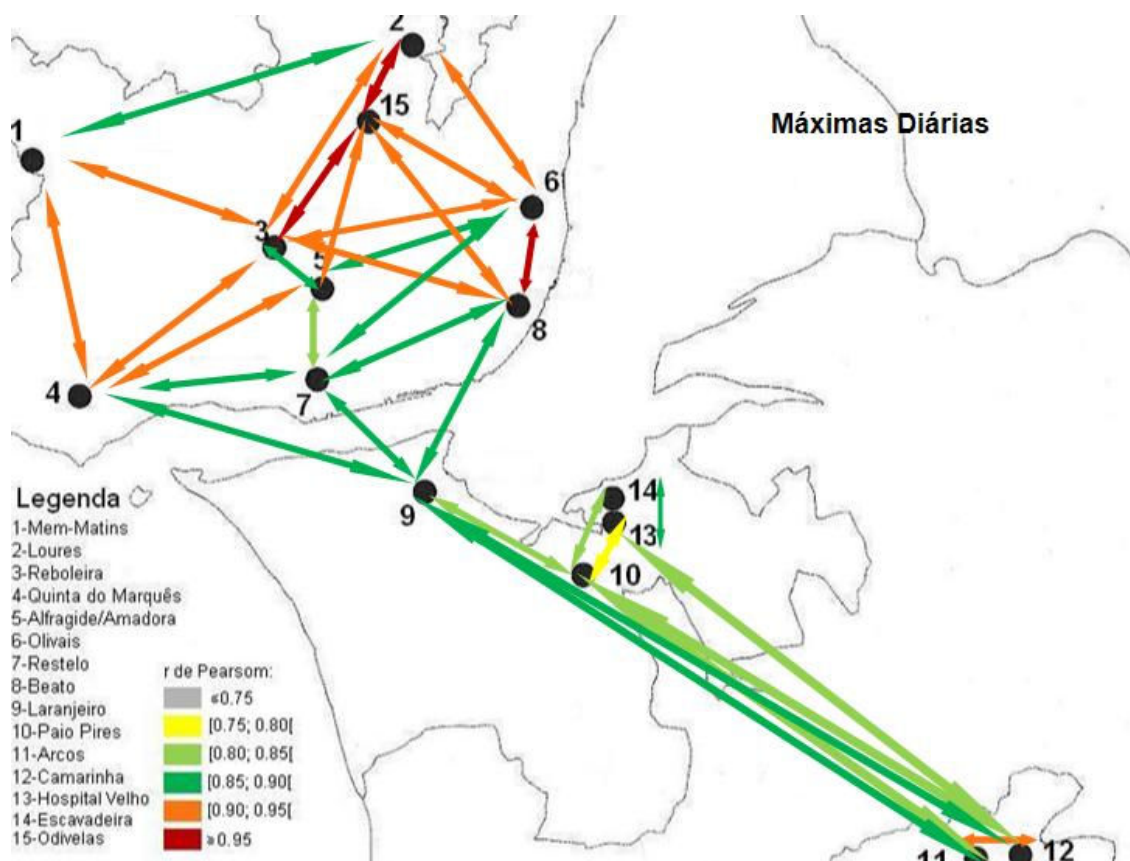 2
15
Máximas Diárias
1
6
3
5
8
4
7
14
9
13
10
Legenda
1-Mem-Matins
2-Loures
3-Reboleira
4-Quinta do Marquês
5-Alfragide/Amadora
6-Olivais
7-Restelo
8-Beato
9-Laranjeiro
10-Paio Pires
11-Arcos
12-Camarinha
13-Hospital Velho
14-Escavadeira
15-Odivelas
r de Pearsom:
≤0.75
[0.75; 0.80[
[0.80; 0.85[
[0.85; 0.90[
[0.90; 0.95[
≥0.95
11
12